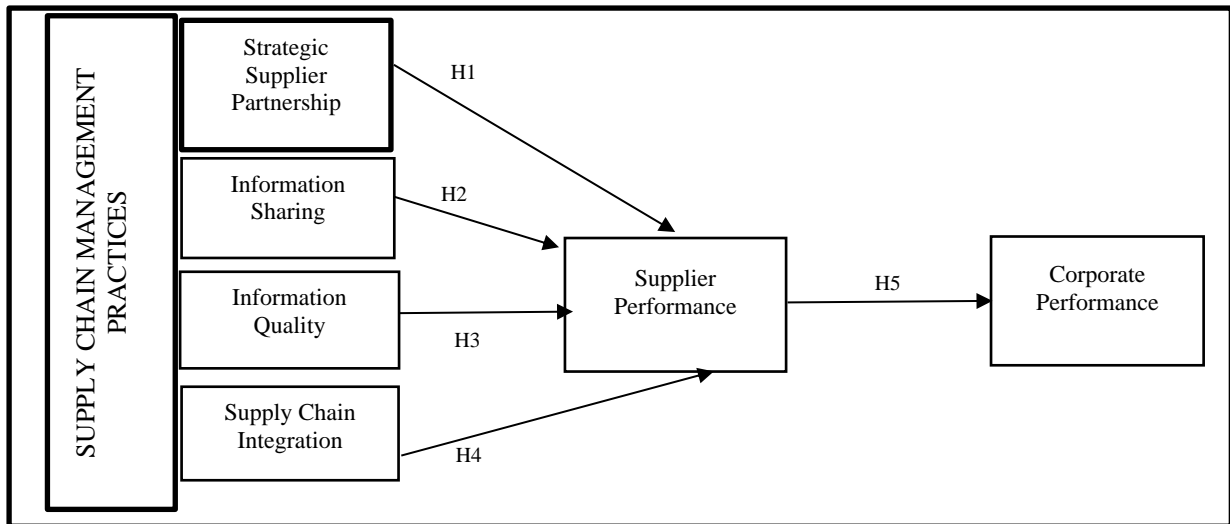 SUPPLY CHAIN MANAGEMENT
PRACTICES
Strategic
Supplier
Partnership
H1
Information
Sharing
H2
Information
Quality
H3
Supply Chain
Integration
H4
Supplier
Performance
H5
Corporate
Performance